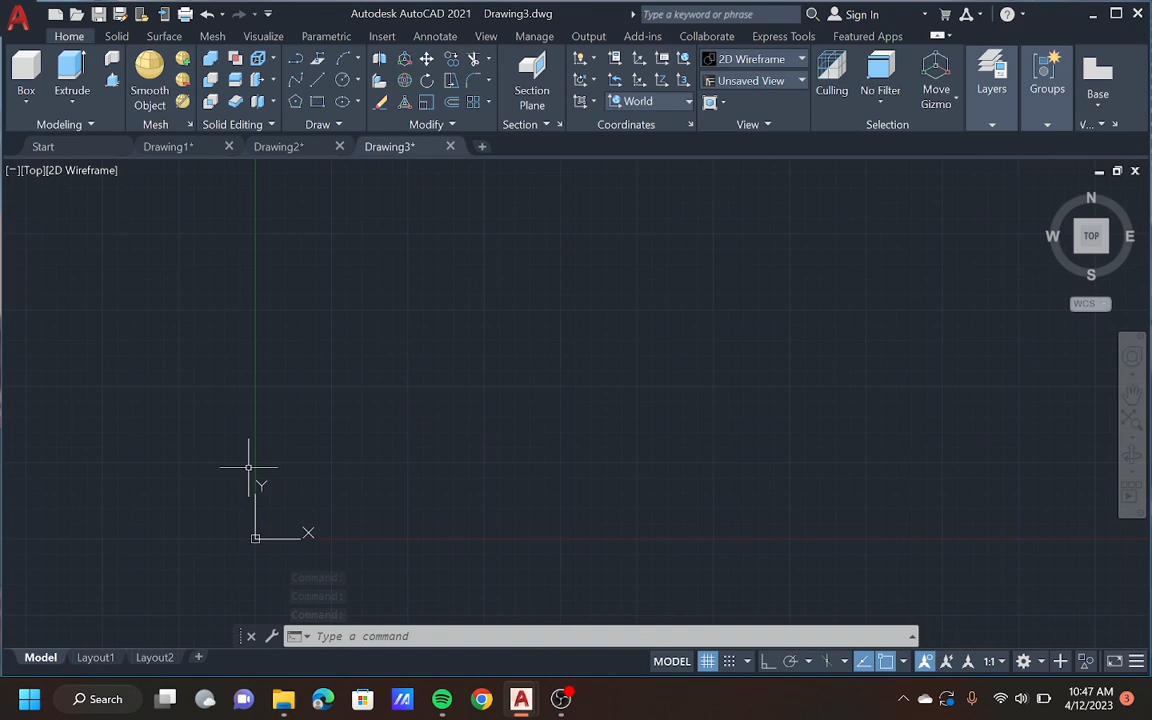 Autodesk AutoCAD 2021 Drawing3.dwg
Type a keyword or phrase
Sign In
Home Solid Surface Mesh Visualize Parametric Insert Annotate View Manage Output Add-ins Collaborate Express Tools Featured Apps
Box
Extrude
Smooth
Object
Section
Plane
World
2D Wireframe
Unsaved View
Culling
No Filter
Move
Gizmo
Layers
Groups
Base
Modeling Mesh Solid Editing Draw Modify Section Coordinates View Selection V...
Start Drawing1* Drawing2* Drawing3*
[−][Top][2D Wireframe]
N
W TOP E
S
WCS
Y
X
Command:
Command:
Command:
Type a command
Model Layout1 Layout2
MODEL 1:1
Search
10:47 AM
4/12/2023
3